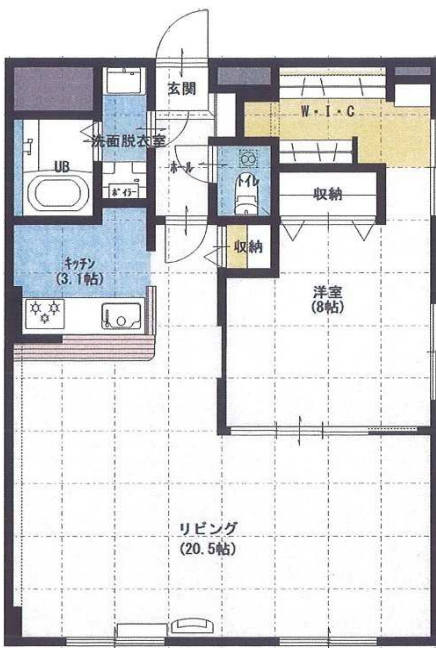 玄関
W・I・C
洗面脱衣室
ホール
UB
トイレ
ボイラー
収納
収納
キッチン
(3.1帖)
洋室
(8帖)
リビング
(20.5帖)